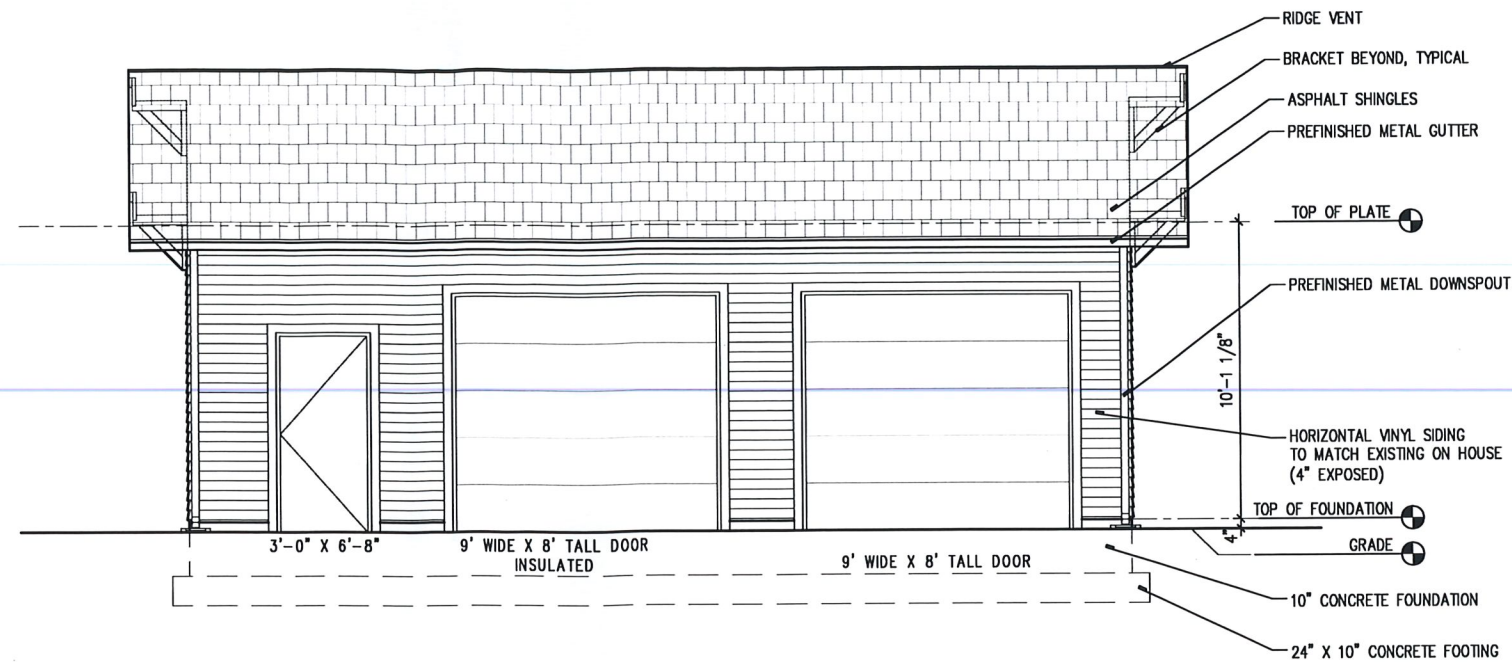 RIDGE VENT
BRACKET BEYOND, TYPICAL
ASPHALT SHINGLES
PREFINISHED METAL GUTTER
TOP OF PLATE
PREFINISHED METAL DOWNSPOUT
10'-1 1/8"
HORIZONTAL VINYL SIDING
TO MATCH EXISTING ON HOUSE
(4" EXPOSED)
TOP OF FOUNDATION
4"
GRADE
3'-0" X 6'-8"
9' WIDE X 8' TALL DOOR
INSULATED
9' WIDE X 8' TALL DOOR
10" CONCRETE FOUNDATION
24" X 10" CONCRETE FOOTING